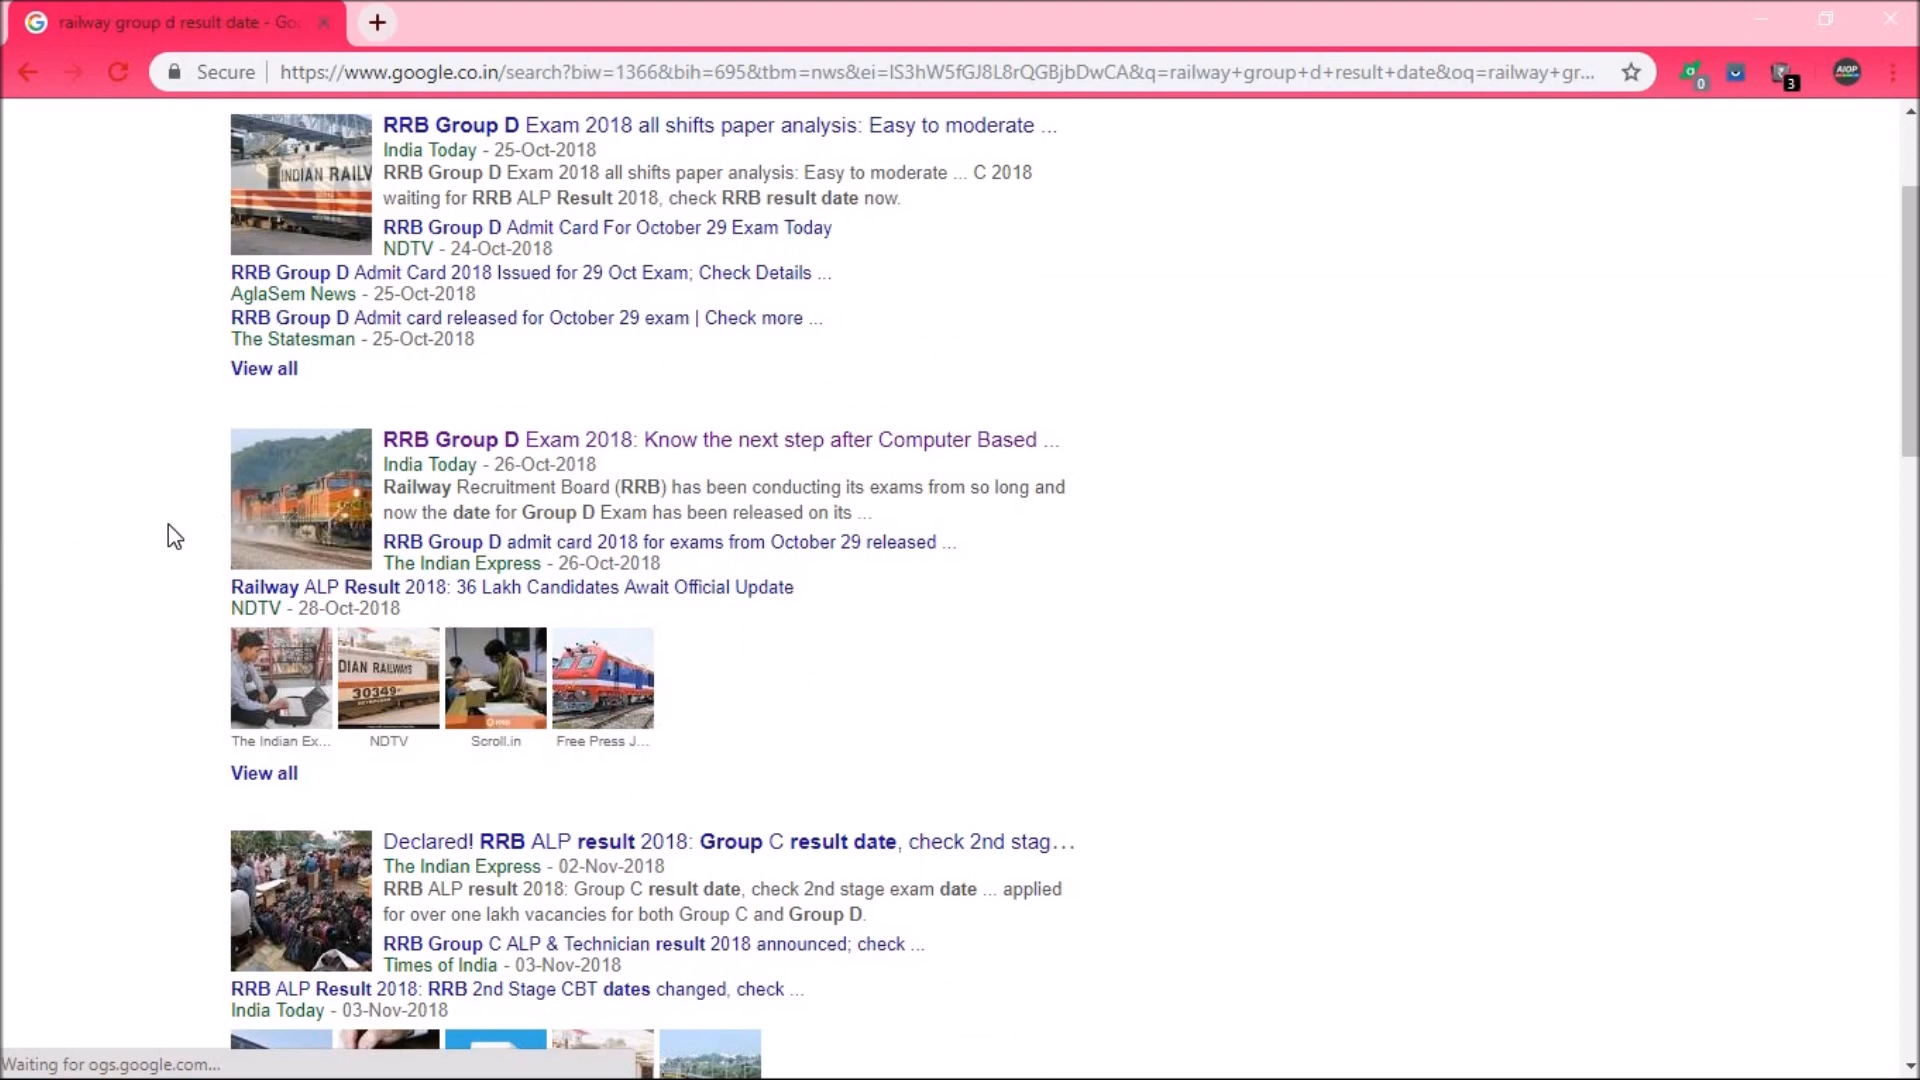 railway group d result date - Goo
Secure
https://www.google.co.in/search?biw=1366&bih=695&tbm=nws&ei=lS3hW5fGJ8L8rQGBjbDwCA&q=railway+group+d+result+date&oq=railway+gr...
0
3
AIOP
RRB Group D Exam 2018 all shifts paper analysis: Easy to moderate ...
India Today - 25-Oct-2018
RRB Group D Exam 2018 all shifts paper analysis: Easy to moderate ... C 2018
waiting for RRB ALP Result 2018, check RRB result date now.
INDIAN RAILW
RRB Group D Admit Card For October 29 Exam Today
NDTV - 24-Oct-2018
RRB Group D Admit Card 2018 Issued for 29 Oct Exam; Check Details ...
AglaSem News - 25-Oct-2018
RRB Group D Admit card released for October 29 exam | Check more ...
The Statesman - 25-Oct-2018
View all
RRB Group D Exam 2018: Know the next step after Computer Based ...
India Today - 26-Oct-2018
Railway Recruitment Board (RRB) has been conducting its exams from so long and
now the date for Group D Exam has been released on its ...
RRB Group D admit card 2018 for exams from October 29 released ...
The Indian Express - 26-Oct-2018
Railway ALP Result 2018: 36 Lakh Candidates Await Official Update
NDTV - 28-Oct-2018
DIAN RAILWAYS
30349
The Indian Ex... NDTV Scroll.in Free Press J...
View all
Declared! RRB ALP result 2018: Group C result date, check 2nd stag...
The Indian Express - 02-Nov-2018
RRB ALP result 2018: Group C result date, check 2nd stage exam date ... applied
for over one lakh vacancies for both Group C and Group D.
RRB Group C ALP & Technician result 2018 announced; check ...
Times of India - 03-Nov-2018
RRB ALP Result 2018: RRB 2nd Stage CBT dates changed, check ...
India Today - 03-Nov-2018
Waiting for ogs.google.com...